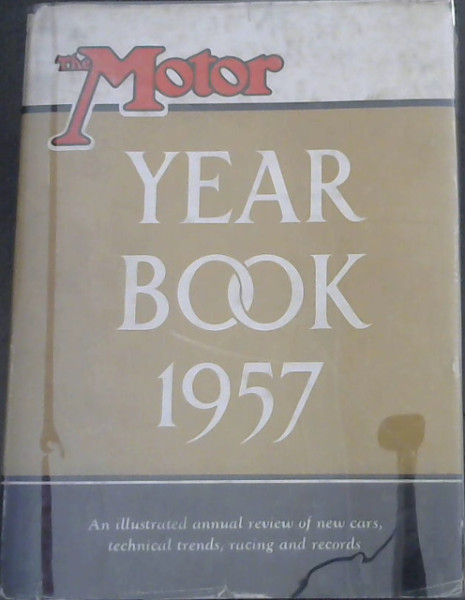 The Motor
YEAR
BOOK
1957
An illustrated annual review of new cars,
technical trends, racing and records